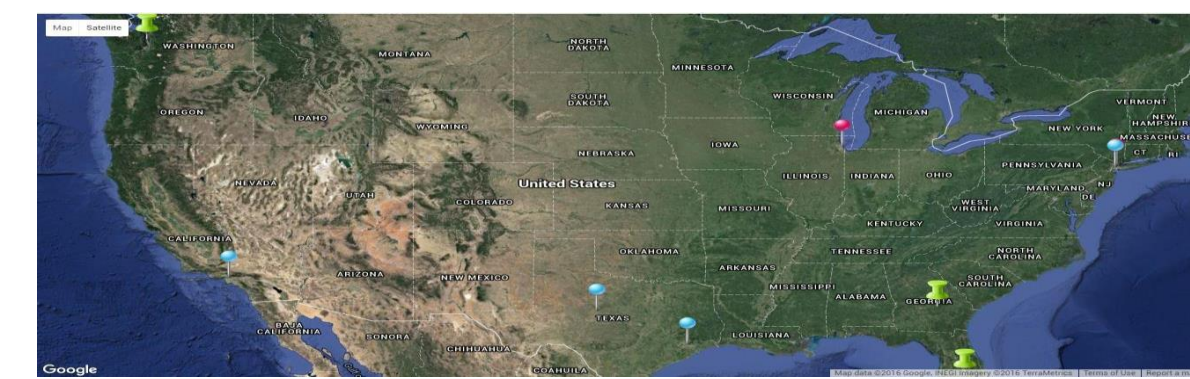 Map Satellite
WASHINGTON
MONTANA
NORTH
DAKOTA
MINNESOTA
OREGON
IDAHO
WYOMING
SOUTH
DAKOTA
WISCONSIN
MICHIGAN
VERMONT
NEW YORK
NEW
HAMPSHIR
MASSACHUSE
CT
RI
NEBRASKA
IOWA
ILLINOIS
INDIANA
OHIO
PENNSYLVANIA
NEVADA
UTAH
COLORADO
United States
KANSAS
MISSOURI
WEST
VIRGINIA
MARYLAND
NJ
DE
KENTUCKY
VIRGINIA
CALIFORNIA
ARIZONA
NEW MEXICO
OKLAHOMA
ARKANSAS
TENNESSEE
NORTH
CAROLINA
MISSISSIPPI
ALABAMA
GEORGIA
SOUTH
CAROLINA
BAJA
CALIFORNIA
SONORA
CHIHUAHUA
COAHUILA
TEXAS
LOUISIANA
Google
Map data ©2016 Google, INEGI Imagery ©2016 TerraMetrics
Terms of Use
Report a m